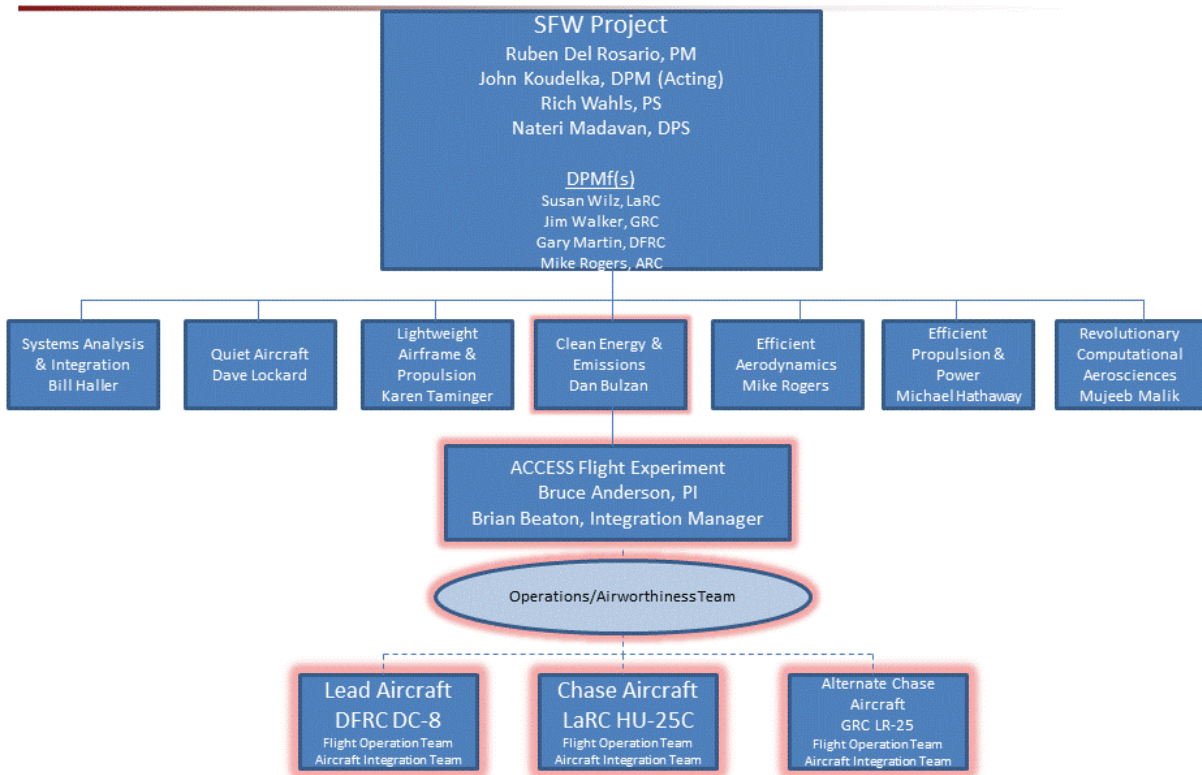 SFW Project
Ruben Del Rosario, PM
John Koudelka, DPM (Acting)
Rich Wahls, PS
Nateri Madavan, DPS
DPMf(s)
Susan Wilz, LaRC
Jim Walker, GRC
Gary Martin, DFRC
Mike Rogers, ARC
Systems Analysis
& Integration
Bill Haller
Quiet Aircraft
Dave Lockard
Lightweight
Airframe &
Propulsion
Karen Taminger
Clean Energy &
Emissions
Dan Bulzan
Efficient
Aerodynamics
Mike Rogers
Efficient
Propulsion &
Power
Michael Hathaway
Revolutionary
Computational
Aerosciences
Mujeeb Malik
ACCESS Flight Experiment
Bruce Anderson, PI
Brian Beaton, Integration Manager
Operations/AirworthinessTeam
Lead Aircraft
DFRC DC-8
Flight Operation Team
Aircraft Integration Team
Chase Aircraft
LaRC HU-25C
Flight Operation Team
Aircraft Integration Team
Alternate Chase
Aircraft
GRC LR-25
Flight Operation Team
Aircraft Integration Team